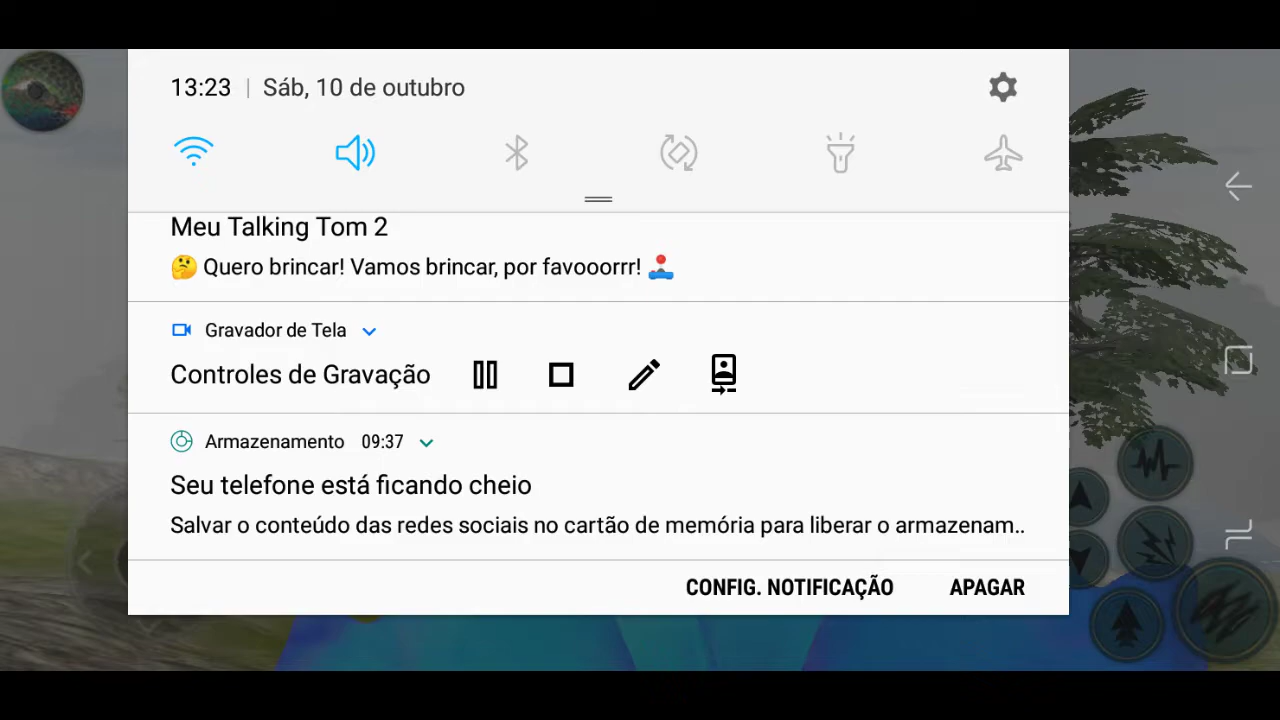 13:23 | Sáb, 10 de outubro
Meu Talking Tom 2
🤔 Quero brincar! Vamos brincar, por favooorrr! 🕹️
Gravador de Tela
Controles de Gravação
Armazenamento 09:37
Seu telefone está ficando cheio
Salvar o conteúdo das redes sociais no cartão de memória para liberar o armazenam..
CONFIG. NOTIFICAÇÃO APAGAR